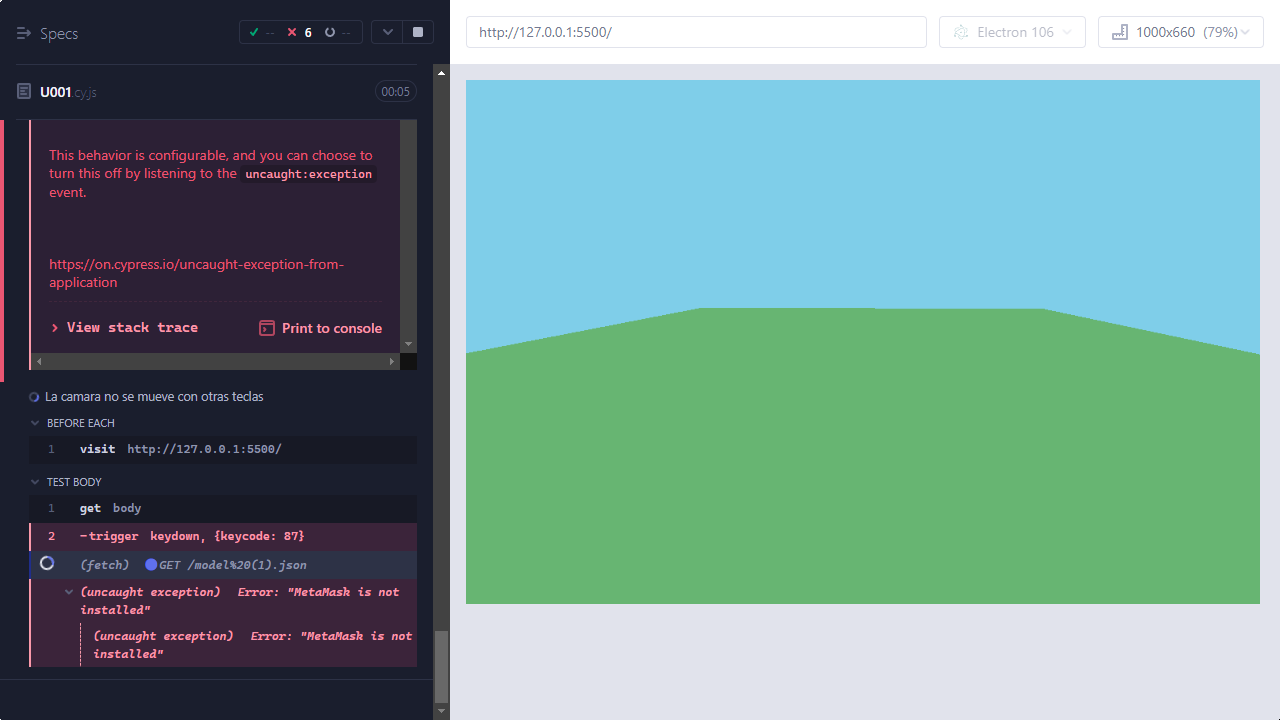 Specs
-- 6 --
http://127.0.0.1:5500/
Electron 106
1000x660 (79%)
U001.cy.js
00:05
This behavior is configurable, and you can choose to
turn this off by listening to the uncaught:exception
event.
https://on.cypress.io/uncaught-exception-from-
application
View stack trace
Print to console
La camara no se mueve con otras teclas
BEFORE EACH
1 visit http://127.0.0.1:5500/
TEST BODY
1 get body
2 -trigger keydown, {keycode: 87}
(fetch) GET /model%20(1).json
(uncaught exception) Error: "MetaMask is not
installed"
(uncaught exception) Error: "MetaMask is not
installed"